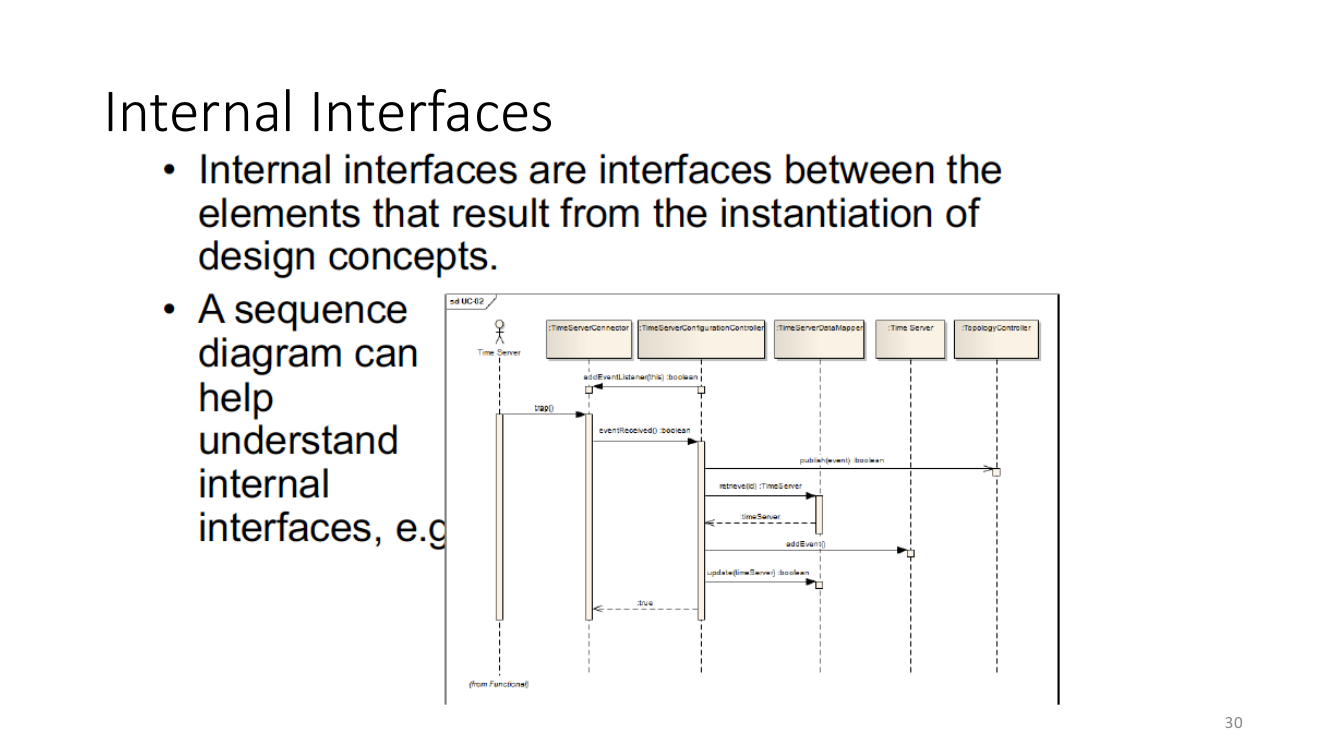 Internal Interfaces
• Internal interfaces are interfaces between the
elements that result from the instantiation of
design concepts.
• A sequence
diagram can
help
understand
internal
interfaces, e.g
sd UC-02
:TimeServerConnector :TimeServerConfigurationController :TimeServerDataMapper :Time Server :TopologyController
Time Server
addEventListener(this) :boolean
trap()
eventReceived() :boolean
publish(event) :boolean
retrieve(id) :TimeServer
:timeServer
addEvent()
update(timeServer) :boolean
:true
(from Functional)
30